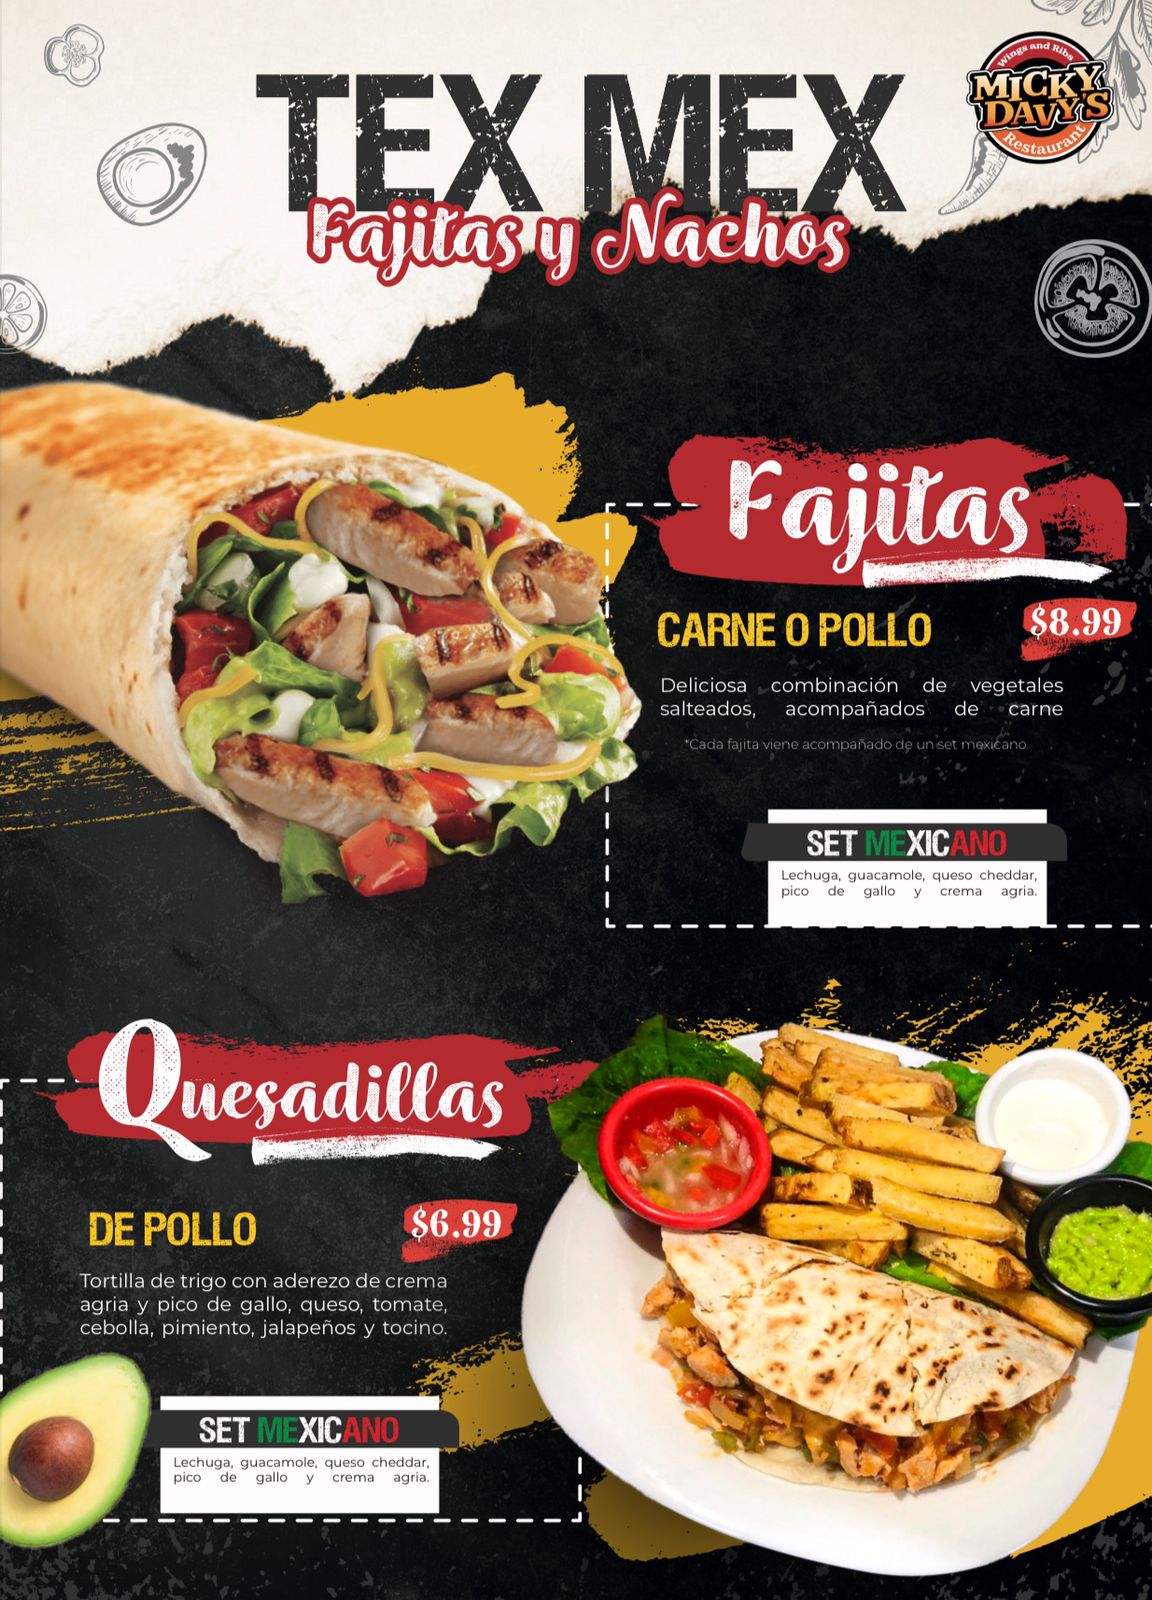 TEX MEX
Fajitas y Nachos
Wings and Ribs
MICKY
DAVY'S
Restaurant
Fajitas
CARNE O POLLO
$8.99
Deliciosa combinación de vegetales
salteados, acompañados de carne
*Cada fajita viene acompañado de un set mexicano.
SET MEXICANO
Lechuga, guacamole, queso cheddar,
pico de gallo y crema agria.
Quesadillas
DE POLLO
$6.99
Tortilla de trigo con aderezo de crema
agria y pico de gallo, queso, tomate,
cebolla, pimiento, jalapeños y tocino.
SET MEXICANO
Lechuga, guacamole, queso cheddar,
pico de gallo y crema agria.